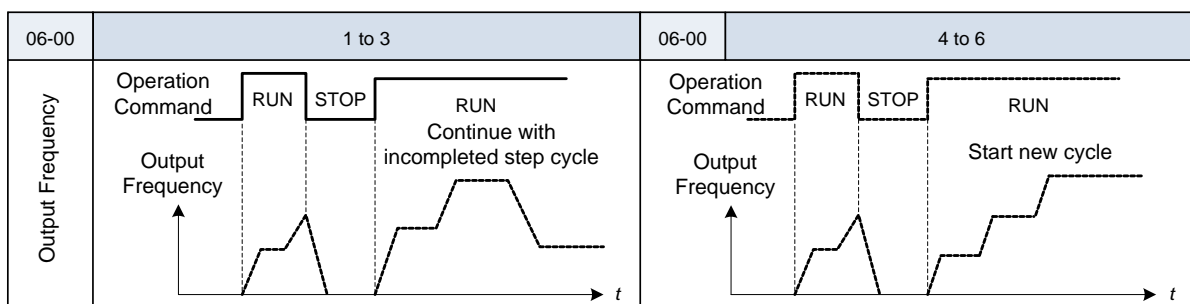 06-00
1 to 3
06-00
4 to 6
Output Frequency
Operation
Command
RUN
STOP
RUN
Continue with
incompleted step cycle
Output
Frequency
t
Operation
Command
RUN
STOP
RUN
Start new cycle
Output
Frequency
t